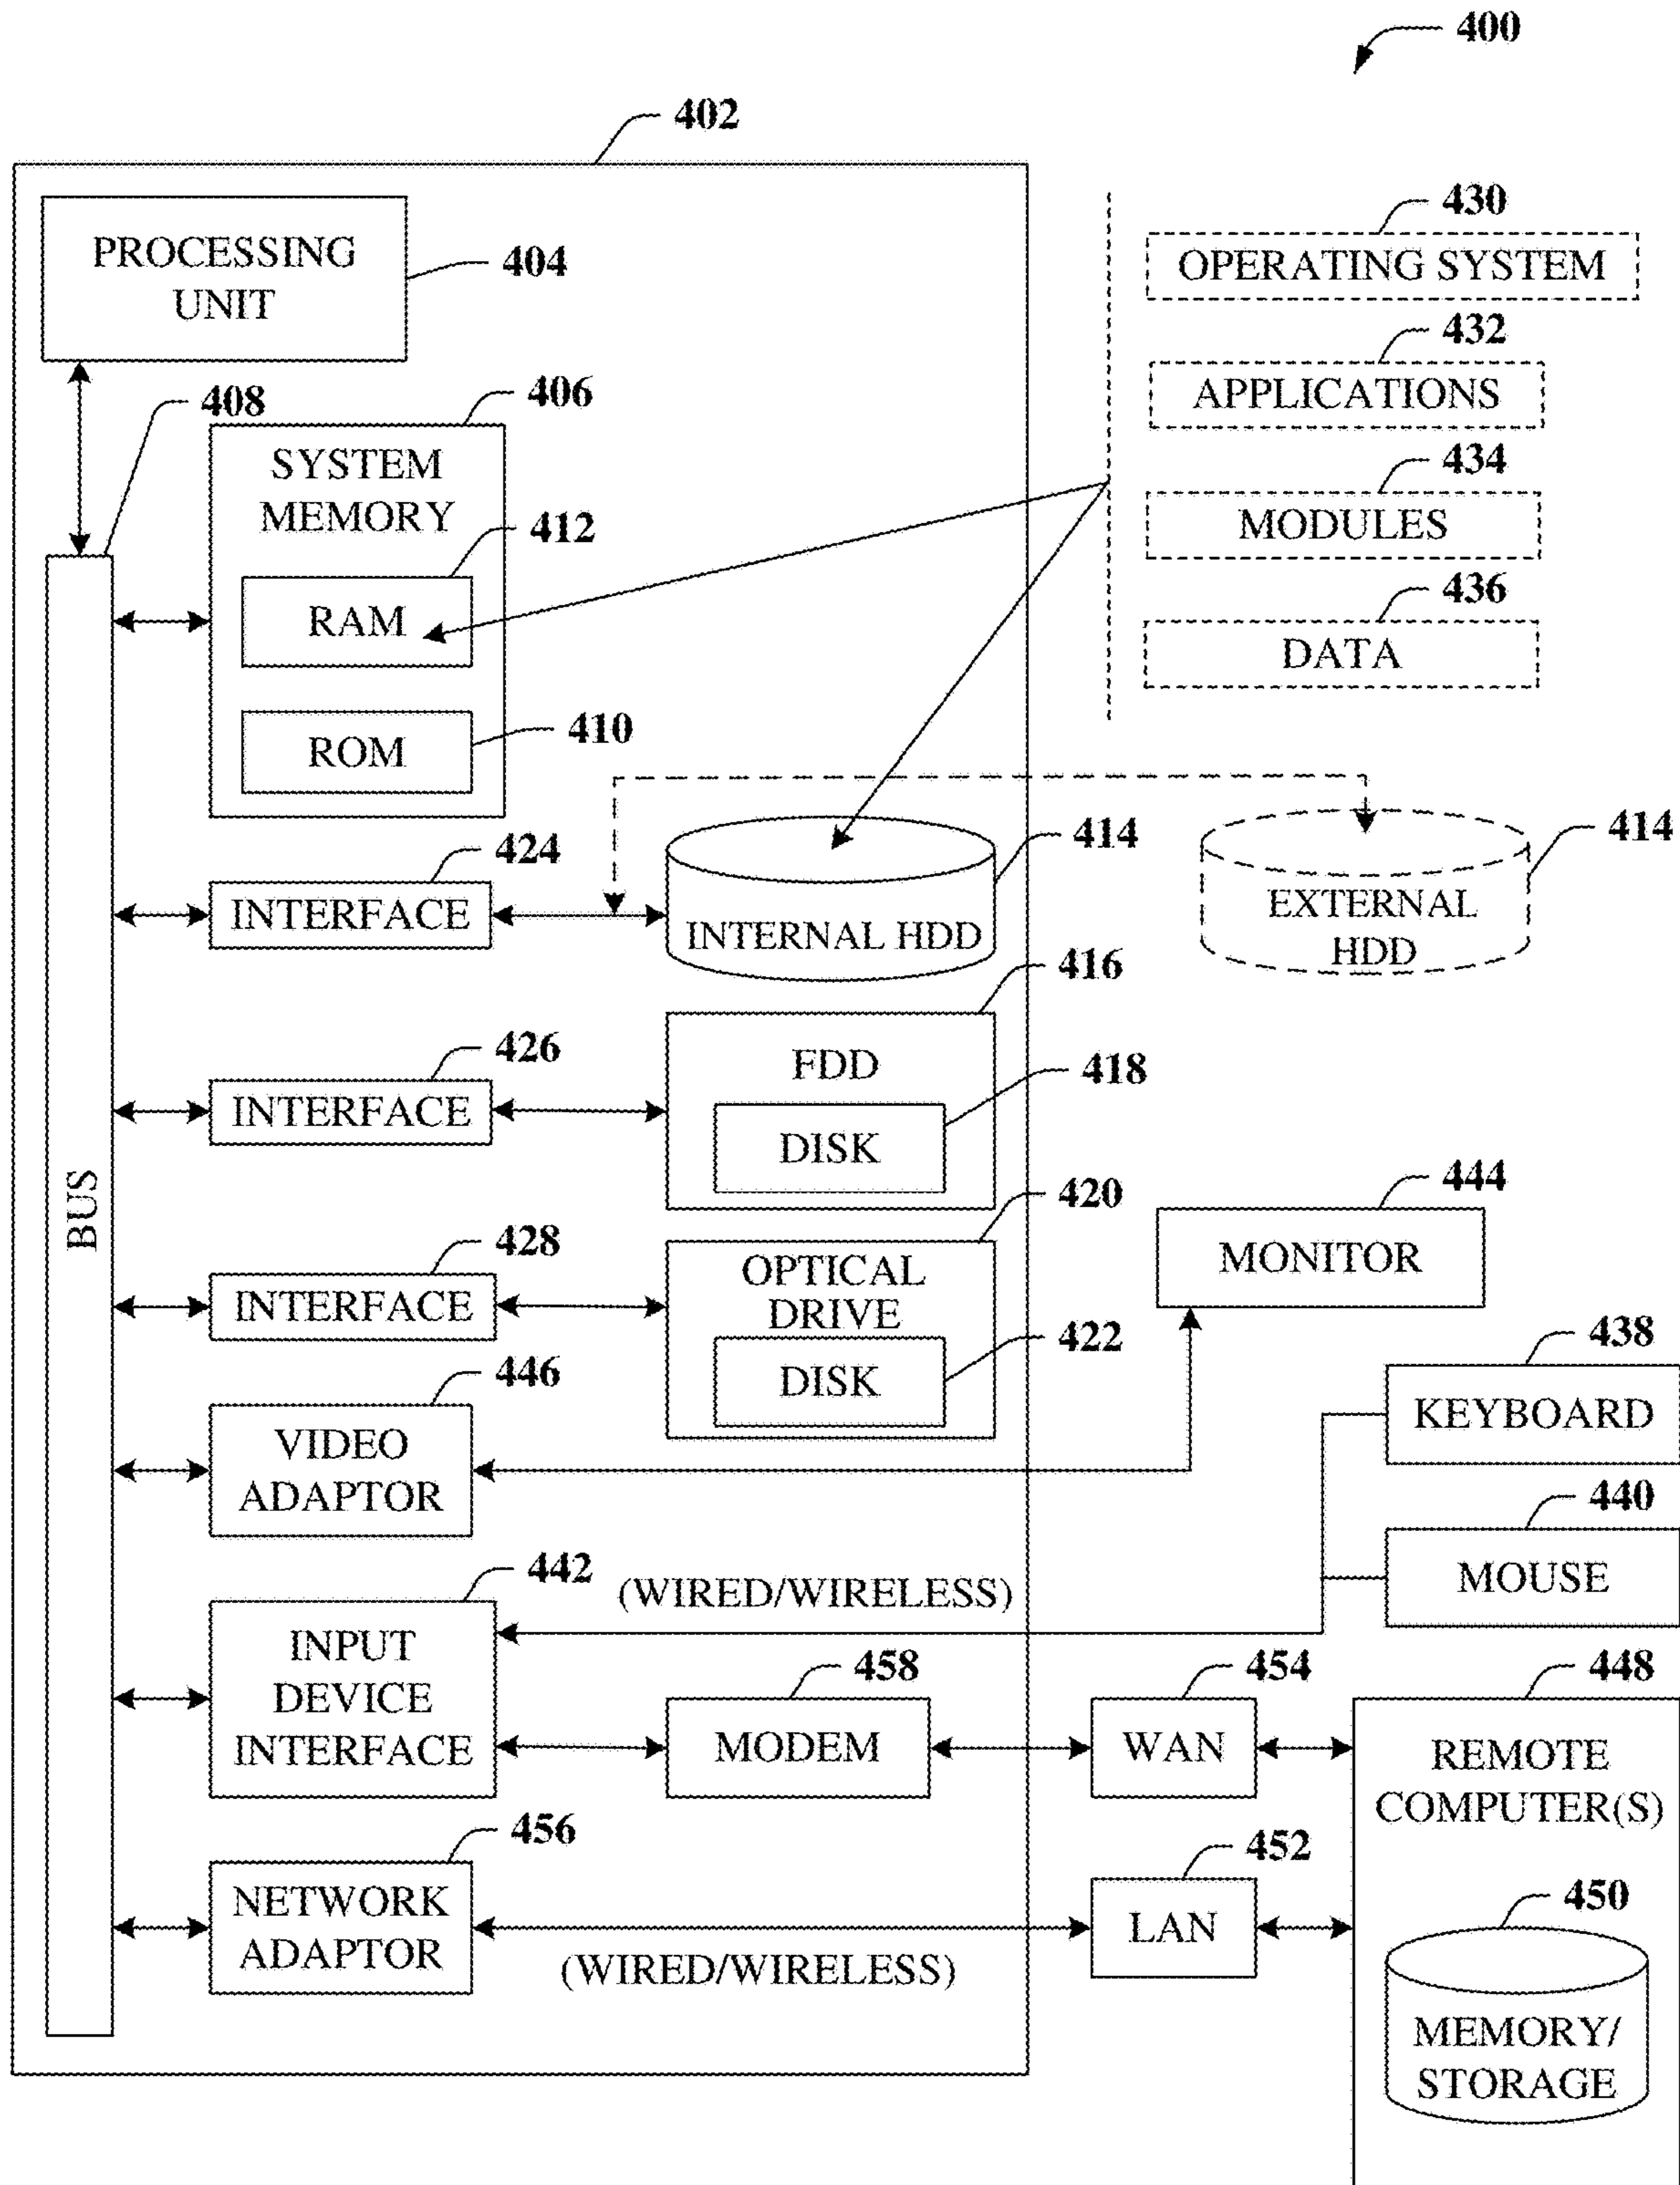 400
402
PROCESSING
UNIT
404
430
OPERATING SYSTEM
432
APPLICATIONS
434
MODULES
436
DATA
408
406
SYSTEM
MEMORY
412
RAM
410
ROM
424
INTERFACE
414
INTERNAL HDD
414
EXTERNAL
HDD
416
FDD
426
INTERFACE
418
DISK
BUS
420
OPTICAL
DRIVE
428
INTERFACE
422
DISK
444
MONITOR
438
KEYBOARD
446
VIDEO
ADAPTOR
440
MOUSE
442
(WIRED/WIRELESS)
INPUT
DEVICE
INTERFACE
458
MODEM
454
WAN
448
REMOTE
COMPUTER(S)
456
NETWORK
ADAPTOR
(WIRED/WIRELESS)
452
LAN
450
MEMORY/
STORAGE